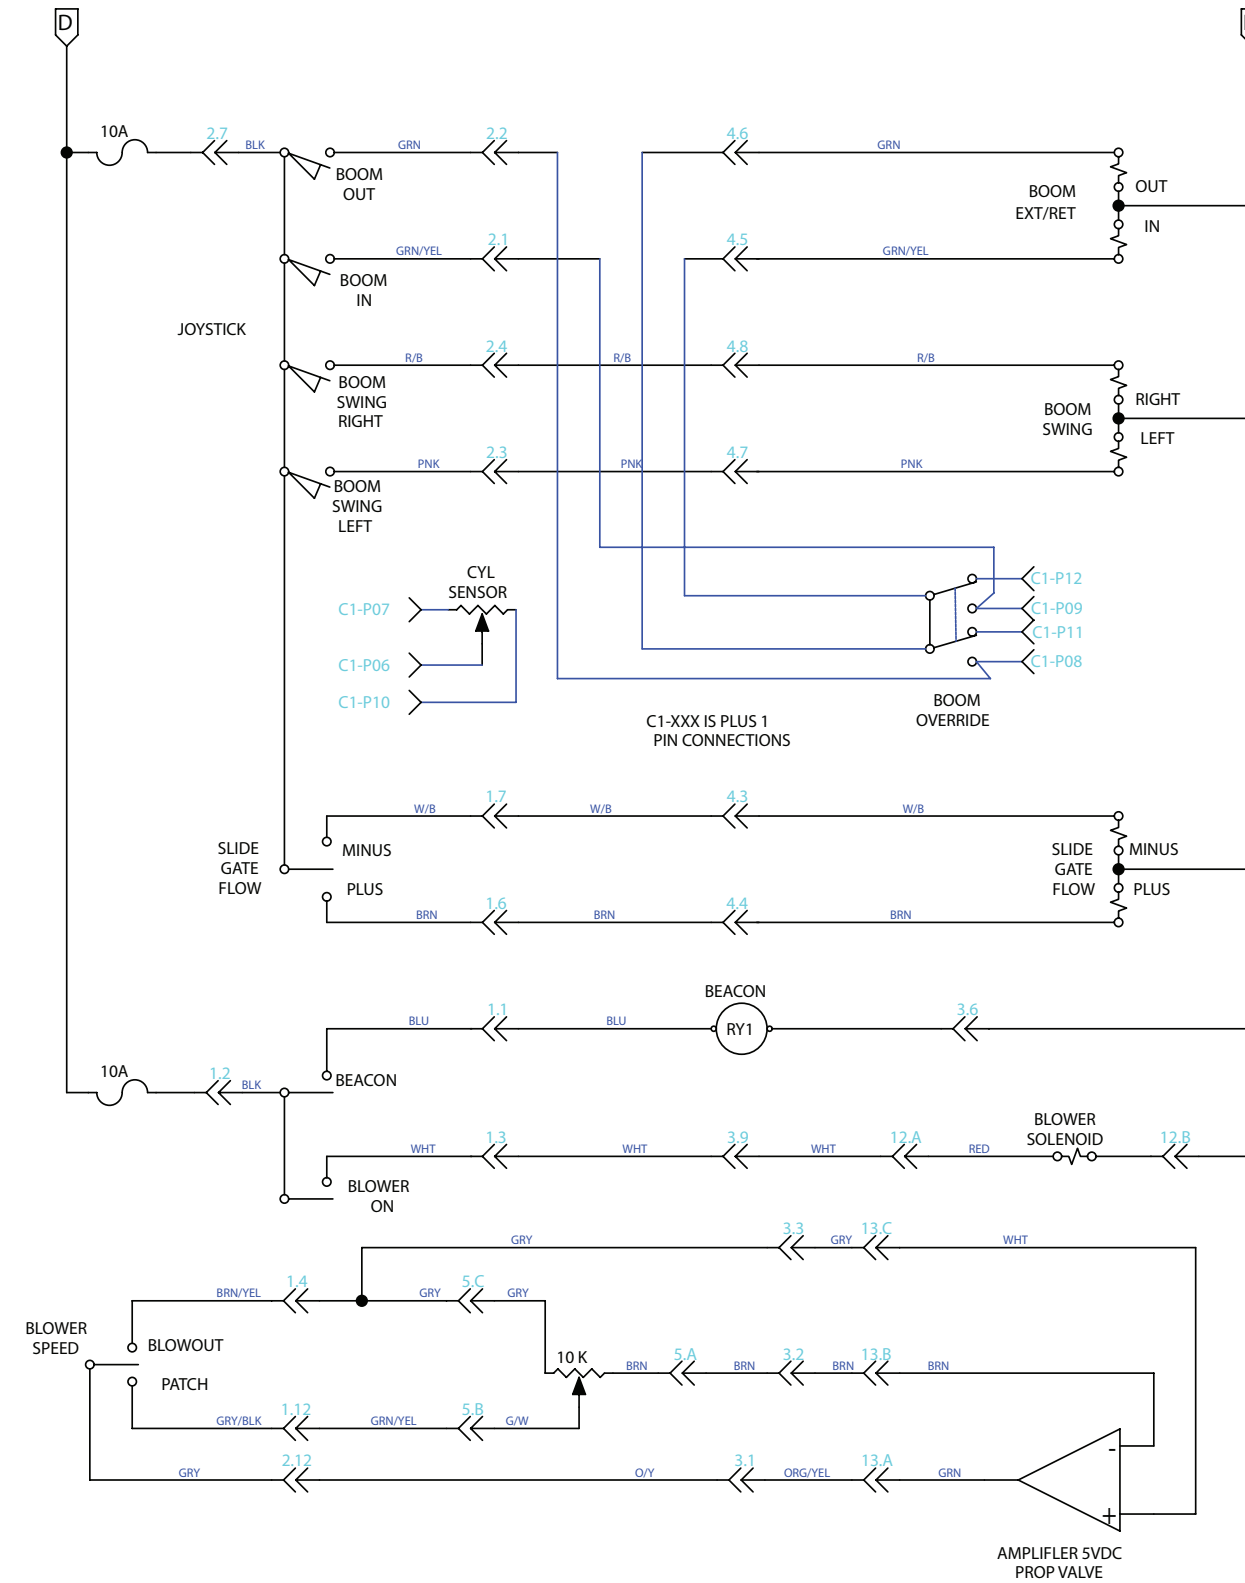 D
10A
2.7
BLK
GRN
2.2
4.6
GRN
BOOM
OUT
BOOM
EXT/RET
OUT
IN
GRN/YEL
2.1
4.5
GRN/YEL
BOOM
IN
JOYSTICK
R/B
2.4
R/B
4.8
R/B
BOOM
SWING
RIGHT
BOOM
SWING
RIGHT
LEFT
PNK
2.3
PNK
4.7
PNK
BOOM
SWING
LEFT
CYL
SENSOR
C1-P07
C1-P06
C1-P10
C1-P12
C1-P09
C1-P11
C1-P08
BOOM
OVERRIDE
C1-XXX IS PLUS 1
PIN CONNECTIONS
W/B
1.7
W/B
4.3
W/B
SLIDE
GATE
FLOW
MINUS
PLUS
SLIDE
GATE
FLOW
MINUS
PLUS
BRN
1.6
BRN
4.4
BRN
BEACON
BLU
1.1
BLU
RY1
3.6
10A
1.2
BLK
BEACON
WHT
1.3
WHT
3.9
WHT
12.A
RED
BLOWER
SOLENOID
12.B
BLOWER
ON
GRY
3.3
GRY
13.C
WHT
BRN/YEL
1.4
GRY
5.C
GRY
BLOWER
SPEED
BLOWOUT
PATCH
10 K
BRN
5.A
BRN
3.2
BRN
13.B
BRN
GRY/BLK
1.12
GRN/YEL
5.B
G/W
GRY
2.12
O/Y
3.1
ORG/YEL
13.A
GRN
-
+
AMPLIFLER 5VDC
PROP VALVE